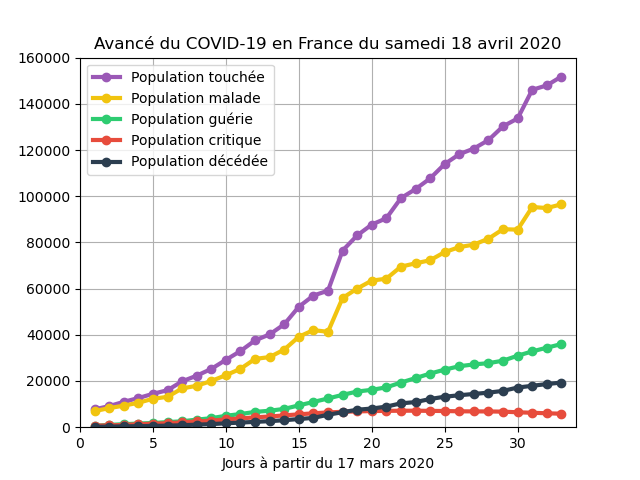 Avancé du COVID-19 en France du samedi 18 avril 2020
160000
140000
120000
100000
80000
60000
40000
20000
0
Population touchée
Population malade
Population guérie
Population critique
Population décédée
0 5 10 15 20 25 30
Jours à partir du 17 mars 2020